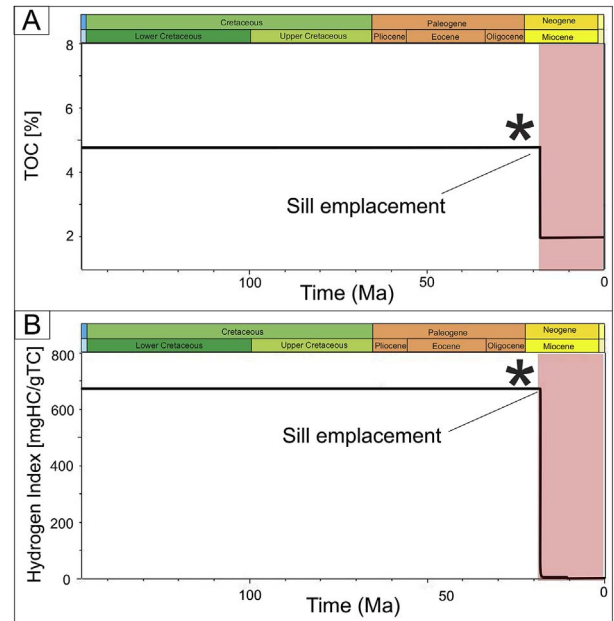 A
Cretaceous Paleogene Neogene
Lower Cretaceous Upper Cretaceous Pliocene Eocene Oligocene Miocene
8
6
4
2
TOC [%]
*
Sill emplacement
100 50 0
Time (Ma)
B
Cretaceous Paleogene Neogene
Lower Cretaceous Upper Cretaceous Pliocene Eocene Oligocene Miocene
800
600
400
200
0
Hydrogen Index [mgHC/gTC]
*
Sill emplacement
100 50 0
Time (Ma)